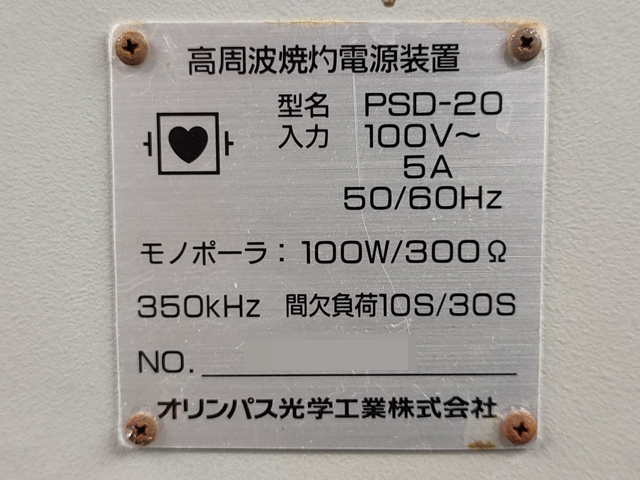 高周波焼灼電源装置
型名 PSD-20
入力 100V～
5A
50/60Hz
モノポーラ：100W/300Ω
350kHz 間欠負荷10S/30S
NO.
オリンパス光学工業株式会社